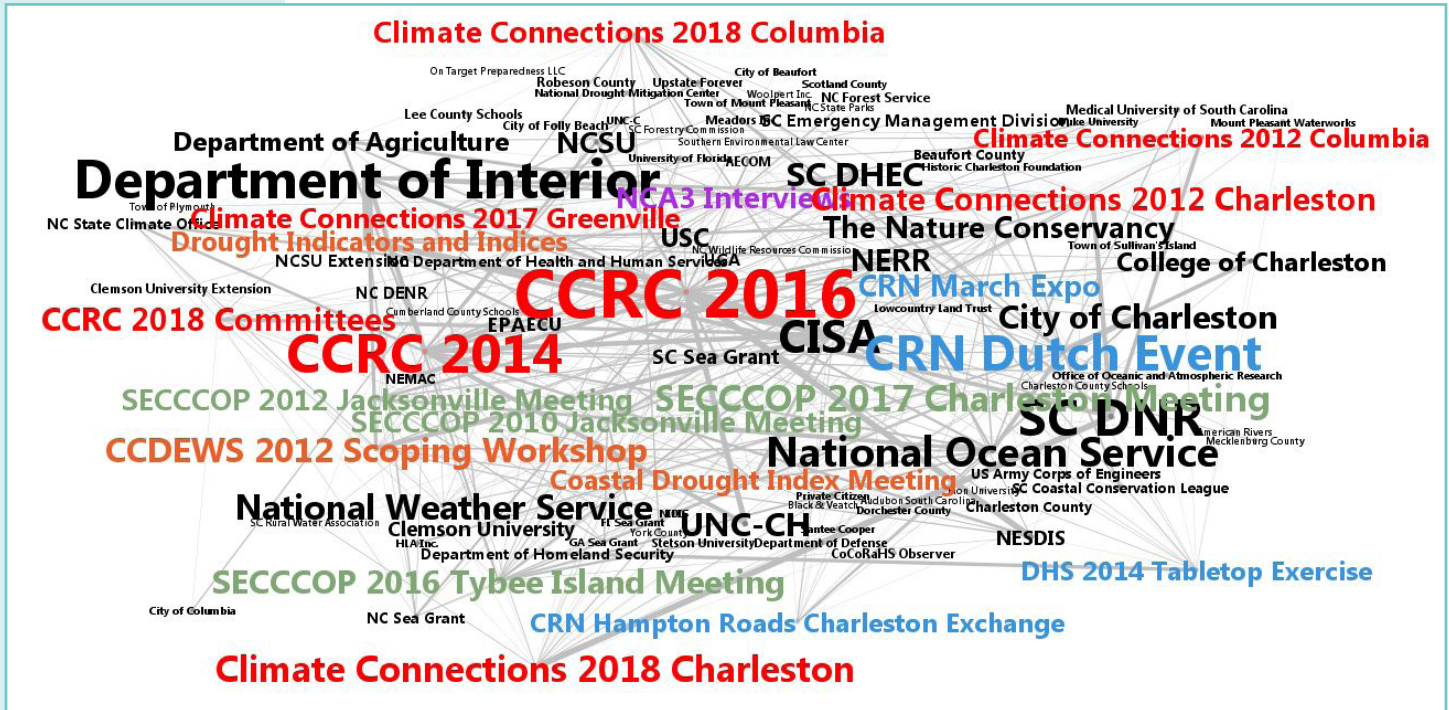 Climate Connections 2018 Columbia
On Target Preparedness LLC
City of Beaufort
Robeson County
Upstate Forever
Scotland County
National Drought Mitigation Center
Woolpert Inc.
NC Forest Service
Town of Mount Pleasant
NC State Parks
Medical University of South Carolina
Lee County Schools
UNC-C
Meadors
SC Emergency Management Division
Duke University
Mount Pleasant Waterworks
City of Folly Beach
SC Forestry Commission
Department of Agriculture
NCSU
Southern Environmental Law Center
Climate Connections 2012 Columbia
University of Florida
AECOM
Beaufort County
Historic Charleston Foundation
Department of Interior
SC DHEC
NCA3 Interviews
Climate Connections 2012 Charleston
Town of Plymouth
NC State Climate Office
Climate Connections 2017 Greenville
The Nature Conservancy
Drought Indicators and Indices
USC
NC Wildlife Resources Commission
Town of Sullivan's Island
NCSU Extension
NC Department of Health and Human Services
UGA
NERR
College of Charleston
Clemson University Extension
NC DENR
CCRC 2016
CRN March Expo
Cumberland County Schools
Lowcountry Land Trust
CCRC 2018 Committees
EPA
ECU
City of Charleston
CISA
CCRC 2014
SC Sea Grant
CRN Dutch Event
NEMAC
Office of Oceanic and Atmospheric Research
Charleston County Schools
SECCCOP 2012 Jacksonville Meeting
SECCCOP 2017 Charleston Meeting
SECCCOP 2010 Jacksonville Meeting
SC DNR
American Rivers
Mecklenburg County
CCDEWS 2012 Scoping Workshop
National Ocean Service
Coastal Drought Index Meeting
US Army Corps of Engineers
University
SC Coastal Conservation League
Private Citizen
Audubon South Carolina
Black & Veatch
Dorchester County
Charleston County
National Weather Service
NIDIS
SC Rural Water Association
FL Sea Grant
UNC-CH
Clemson University
York County
Santee Cooper
NESDIS
HLA Inc.
GA Sea Grant
Stetson University
Department of Defense
Department of Homeland Security
CoCoRaHS Observer
DHS 2014 Tabletop Exercise
SECCCOP 2016 Tybee Island Meeting
City of Columbia
NC Sea Grant
CRN Hampton Roads Charleston Exchange
Climate Connections 2018 Charleston